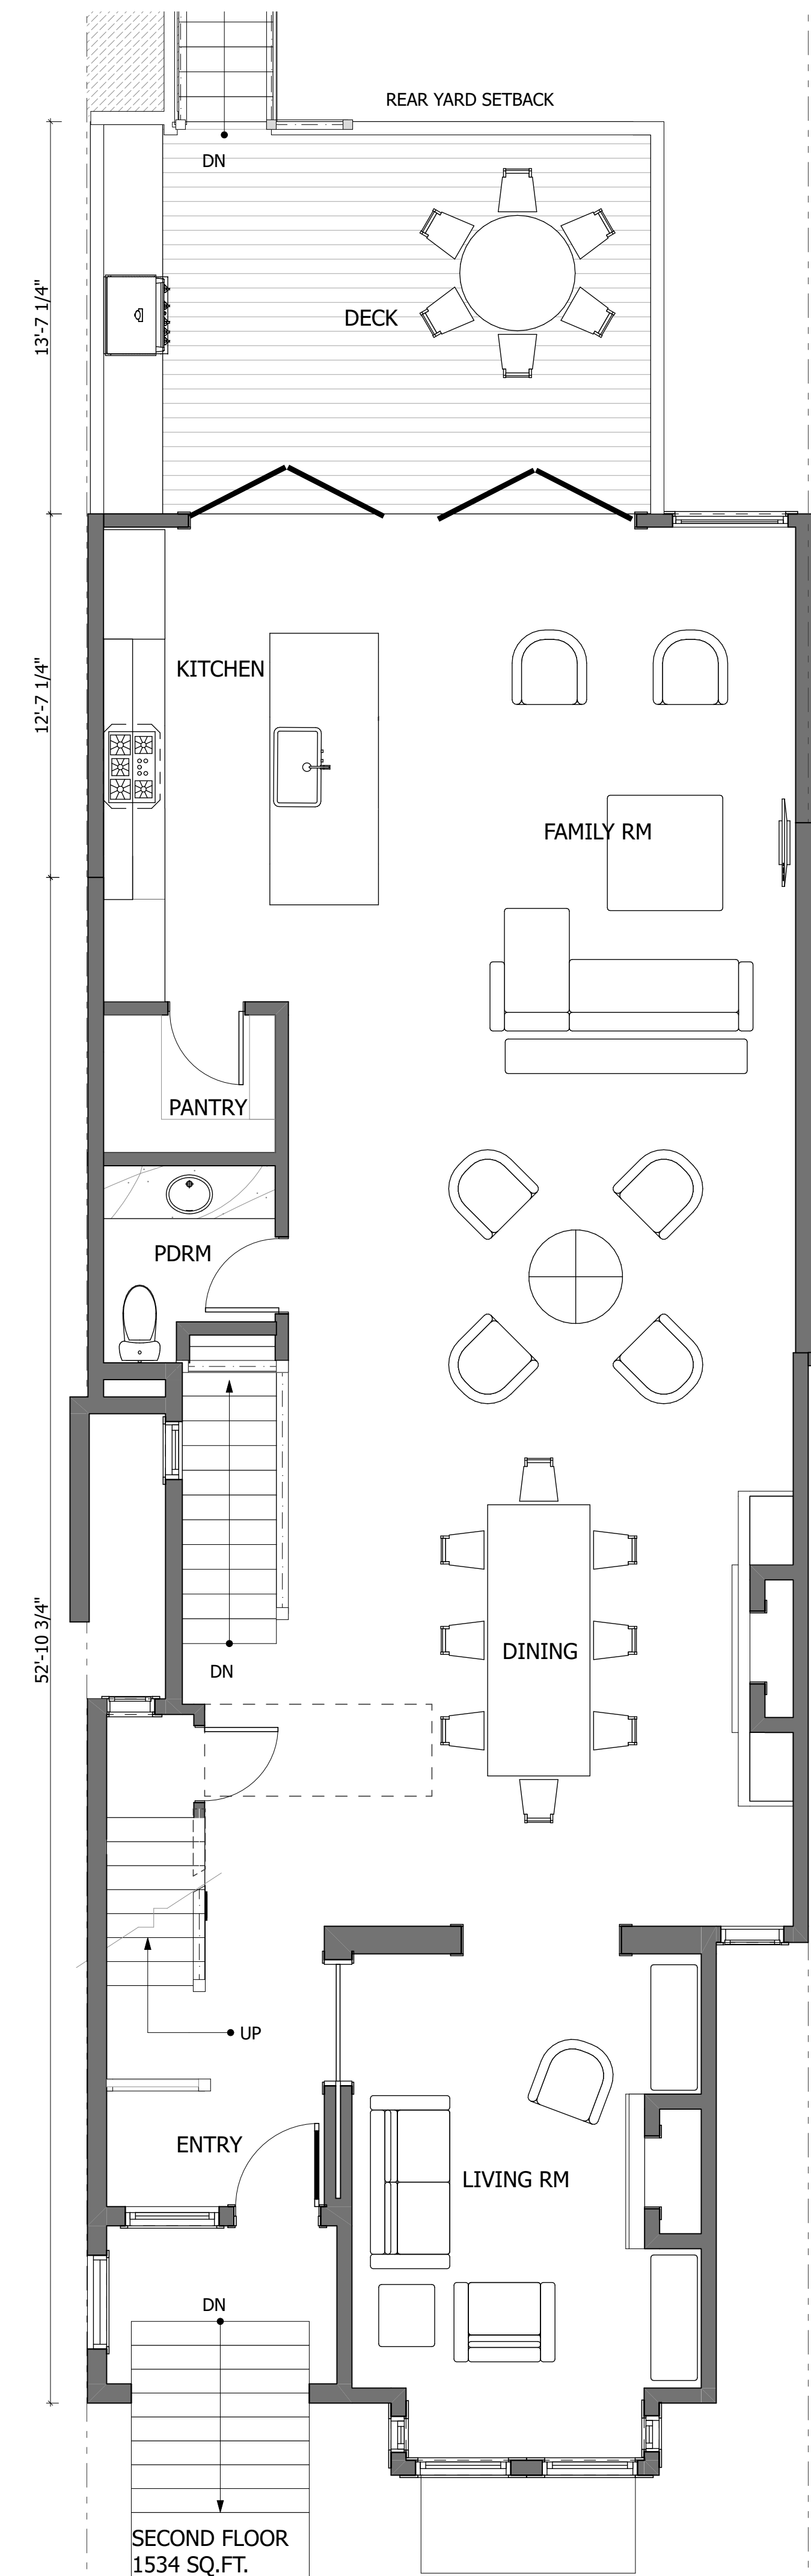 REAR YARD SETBACK
DN
13'-7 1/4"
DECK
12'-7 1/4"
KITCHEN
FAMILY RM
PANTRY
PDRM
52'-10 3/4"
DINING
DN
UP
ENTRY
LIVING RM
DN
SECOND FLOOR
1534 SQ.FT.